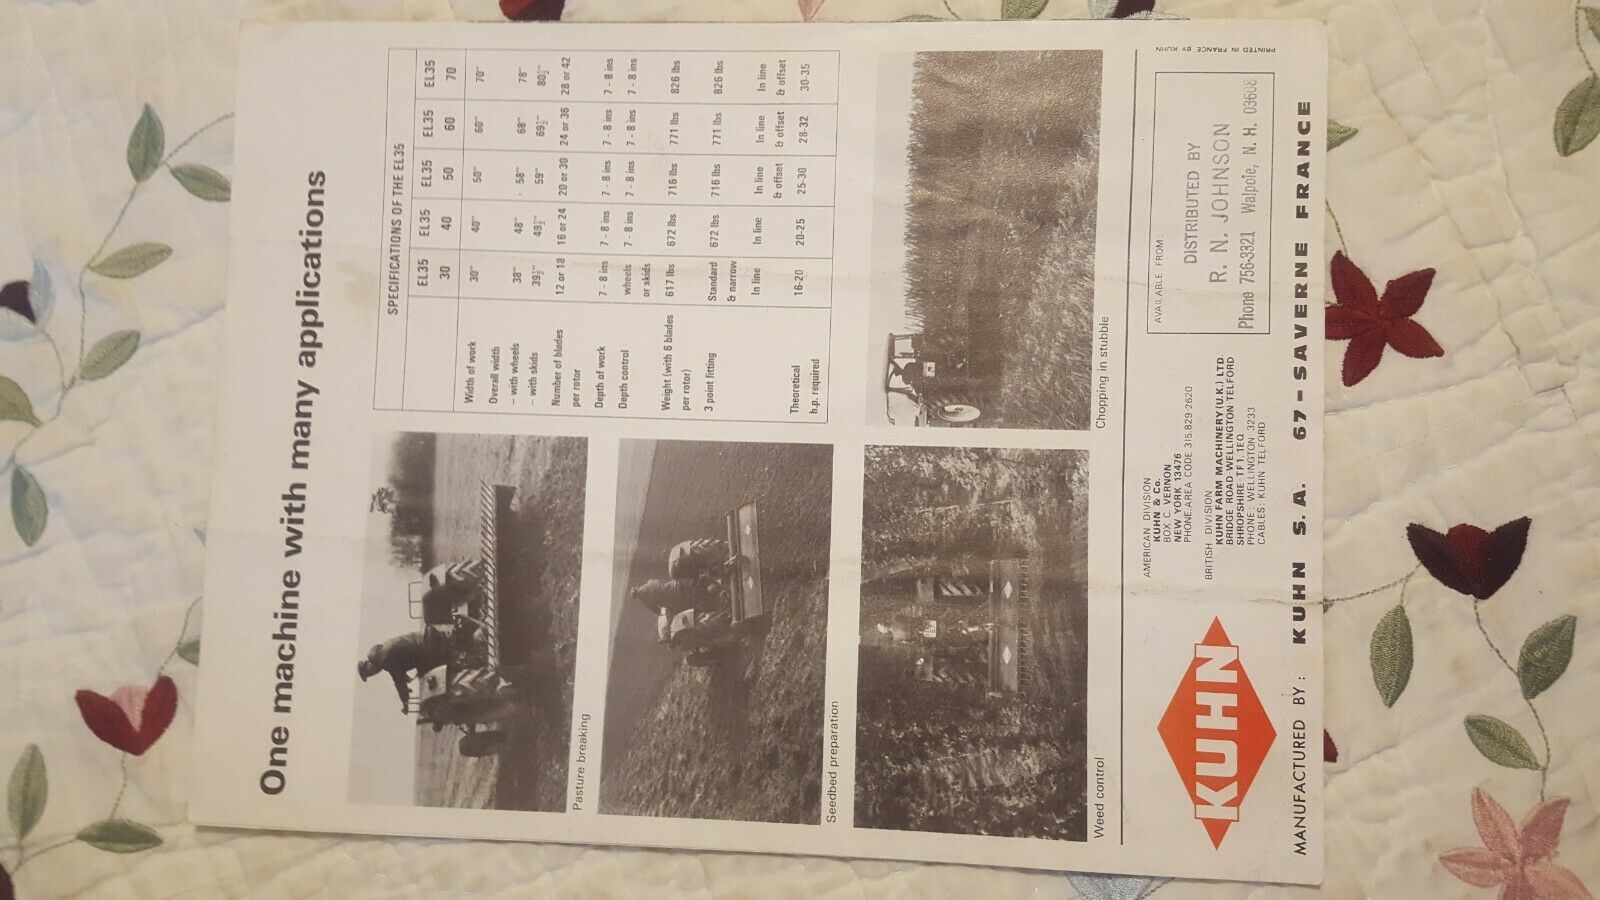 One machine with many applications
SPECIFICATIONS OF THE EL35
EL35 30 EL35 40 EL35 50 EL35 60 EL35 70
Width of work 30" 40" 50" 60" 70"
Overall width
– with wheels 38" 48" 58" 68" 78"
– with skids 39½" 49½" 59" 69½" 80½"
Number of blades per rotor 12 or 18 16 or 24 20 or 30 24 or 36 28 or 42
Depth of work 7 - 8 ins 7 - 8 ins 7 - 8 ins 7 - 8 ins 7 - 8 ins
Depth control wheels or skids 7 - 8 ins 7 - 8 ins 7 - 8 ins 7 - 8 ins
Weight (with 6 blades per rotor) 617 lbs 672 lbs 716 lbs 771 lbs 826 lbs
3 point fitting Standard & narrow 672 lbs 716 lbs 771 lbs 826 lbs
In line In line In line & offset In line & offset In line & offset
Theoretical h.p. required 16-20 20-25 25-30 28-32 30-35
Pasture breaking
Seedbed preparation
Weed control
Chopping in stubble
KUHN
AMERICAN DIVISION
KUHN & Co.
BOX C. VERNON
NEW YORK 13476
PHONE AREA CODE 315.829-2620
BRITISH DIVISION
KUHN FARM MACHINERY (U.K.) LTD.
BRIDGE ROAD WELLINGTON TELFORD
SHROPSHIRE TF1. 1EQ
PHONE : WELLINGTON 3233
CABLES : KUHN TELFORD
AVAILABLE FROM:
DISTRIBUTED BY
R. N. JOHNSON
Phone 756-3321 Walpole, N. H. 03608
PRINTED IN FRANCE BY KUHN
MANUFACTURED BY : KUHN S. A. 67 – SAVERNE FRANCE